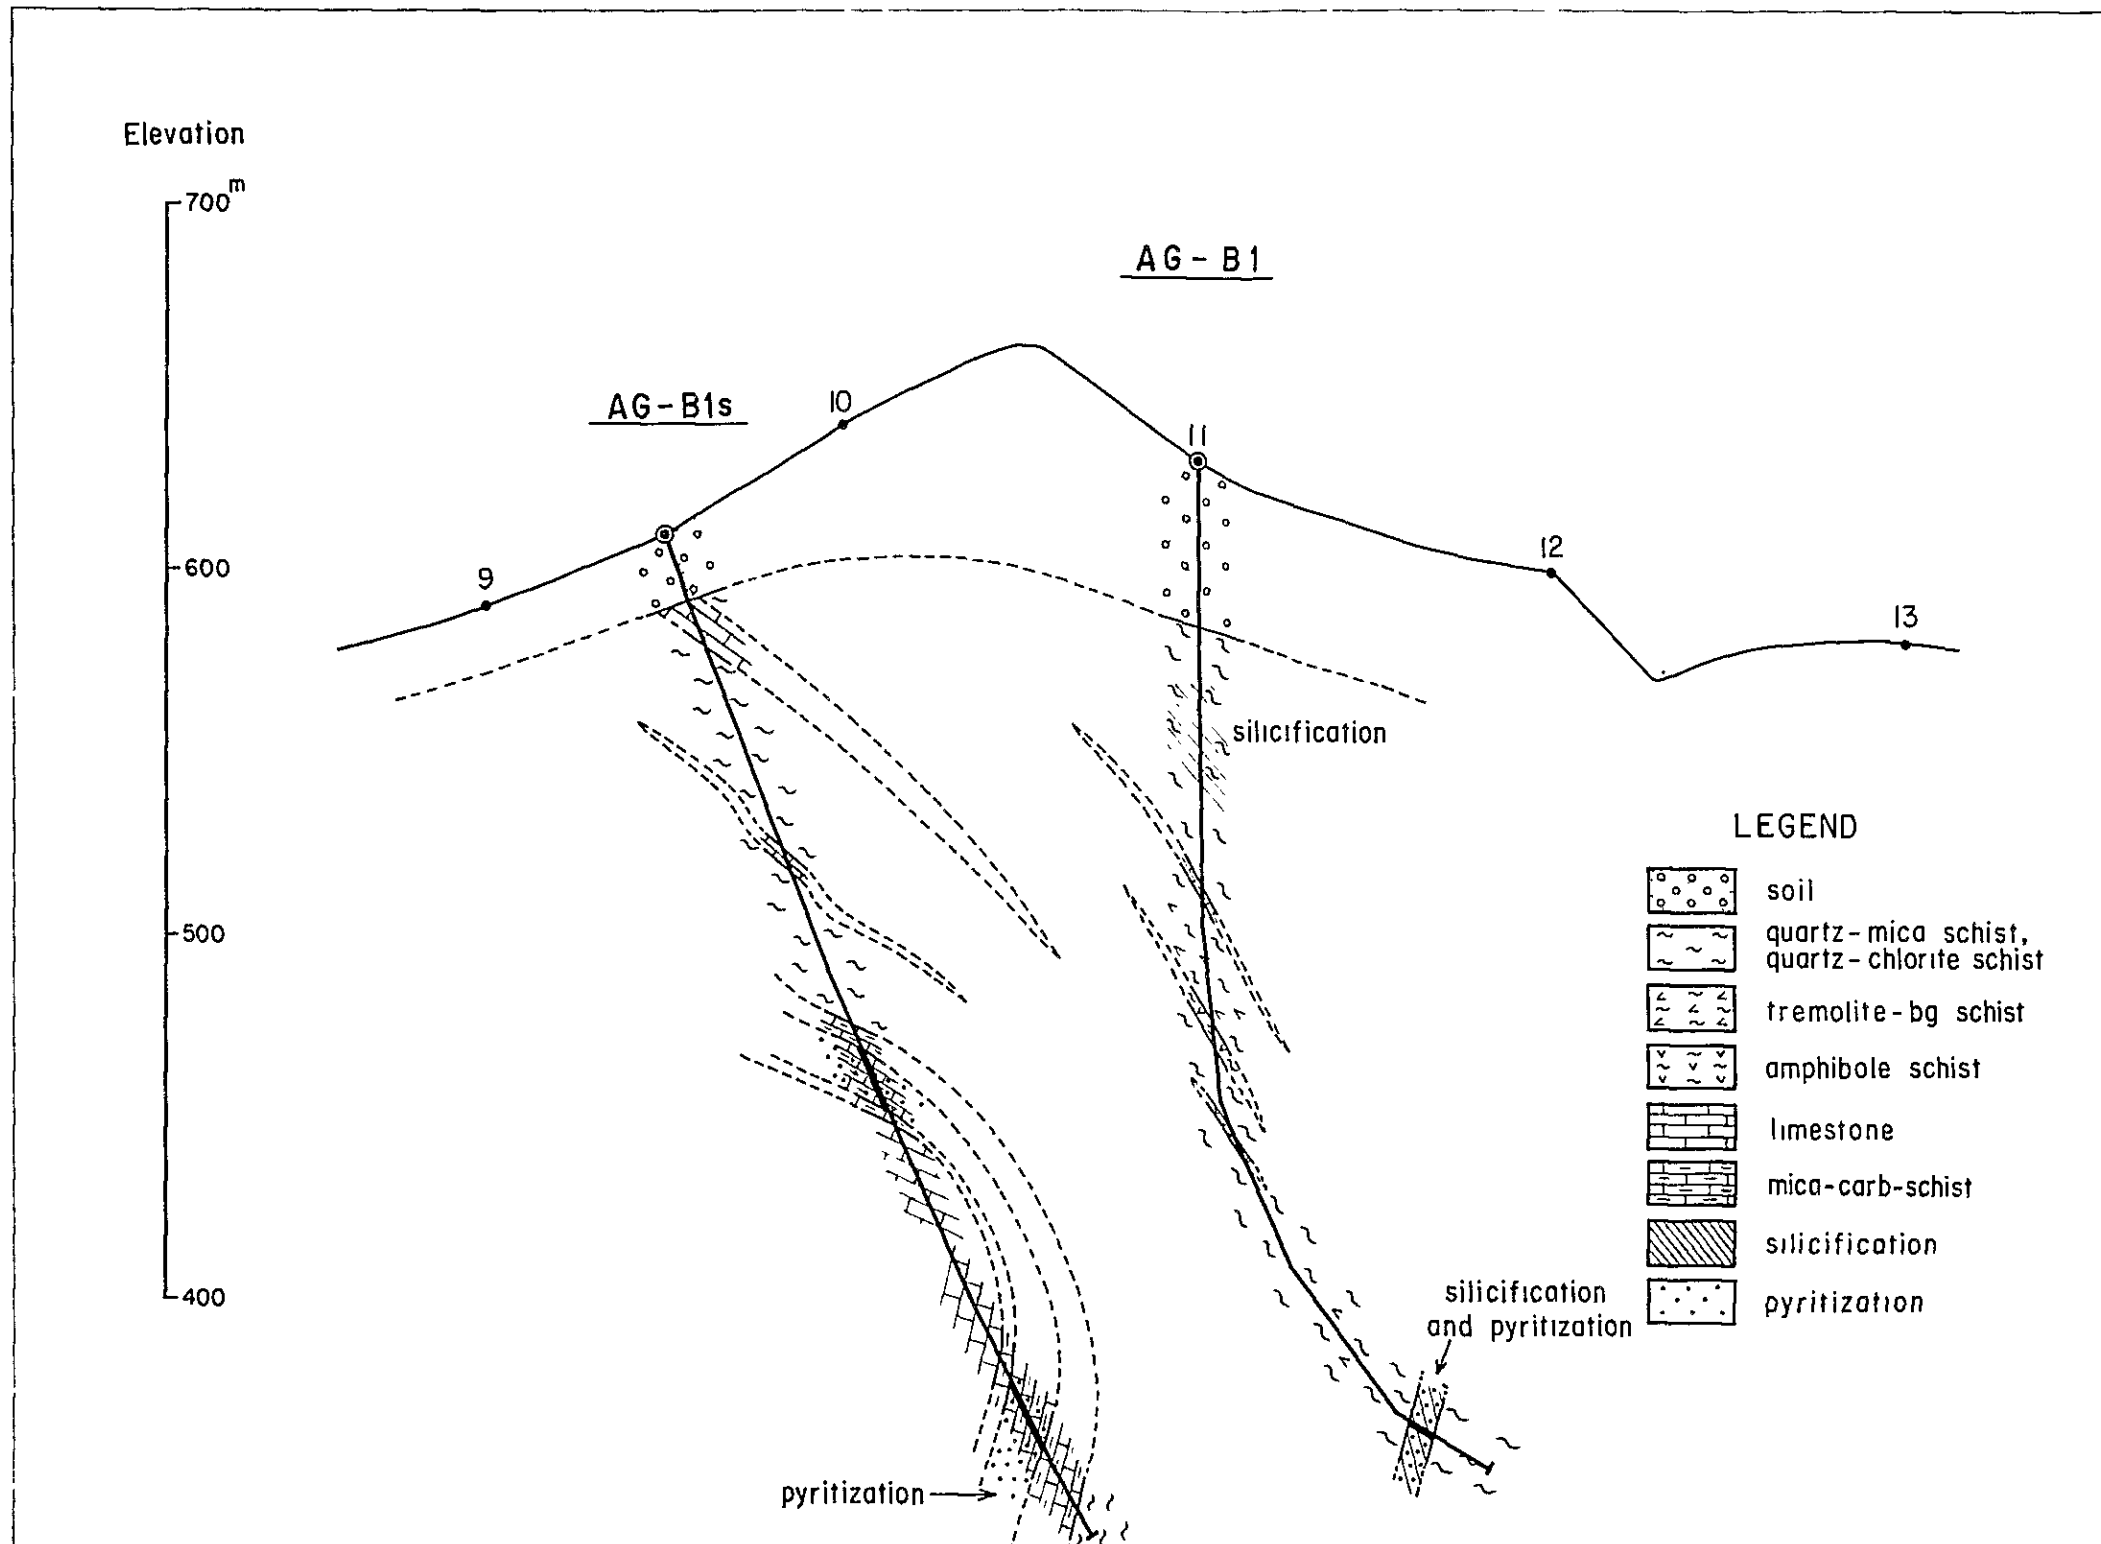 Elevation
700m
AG-B1
AG-B1s
10
11
600
9
12
13
silicification
LEGEND
soil
500
quartz-mica schist,
quartz-chlorite schist
tremolite-bg schist
amphibole schist
limestone
mica-carb-schist
silicification
400
silicification
and pyritization
pyritization
pyritization